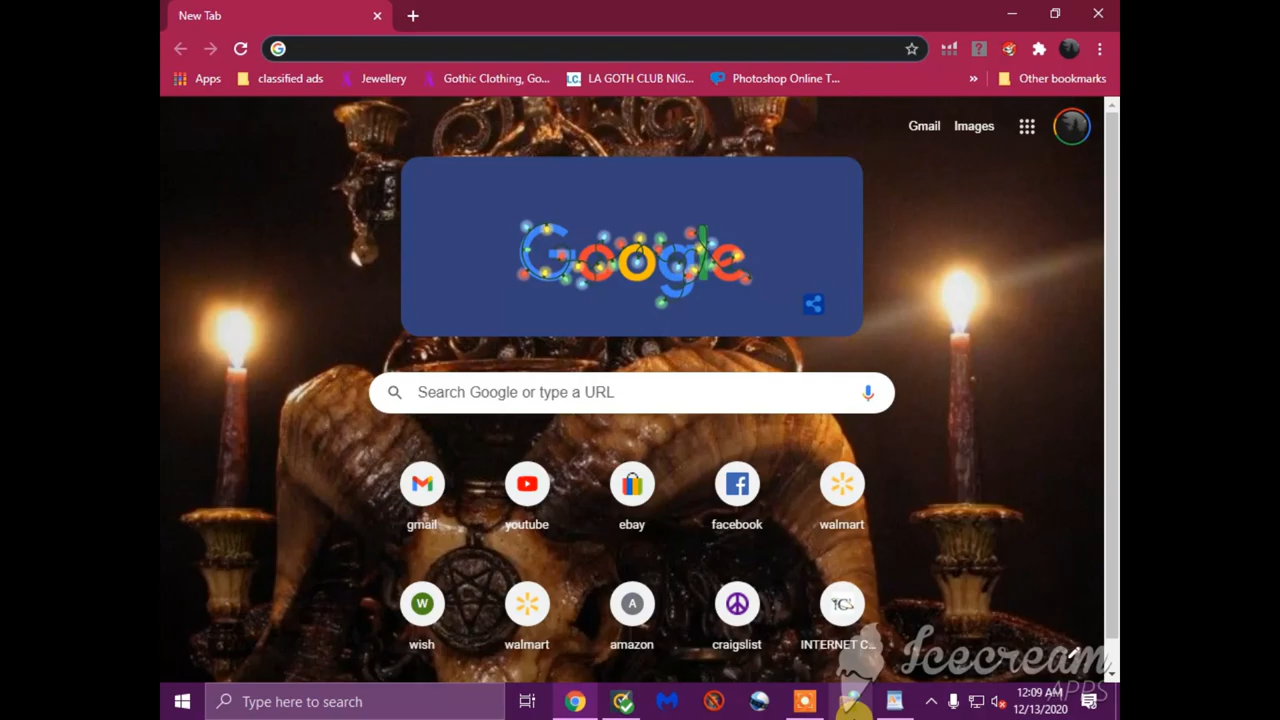 New Tab
Apps classified ads Jewellery Gothic Clothing, Go... LC. LA GOTH CLUB NIG... Photoshop Online T... » Other bookmarks
Gmail Images
Google
Search Google or type a URL
gmail youtube ebay facebook walmart
W A
wish walmart amazon craigslist INTERNET C...
Icecream
APPS
Type here to search
12:09 AM
12/13/2020